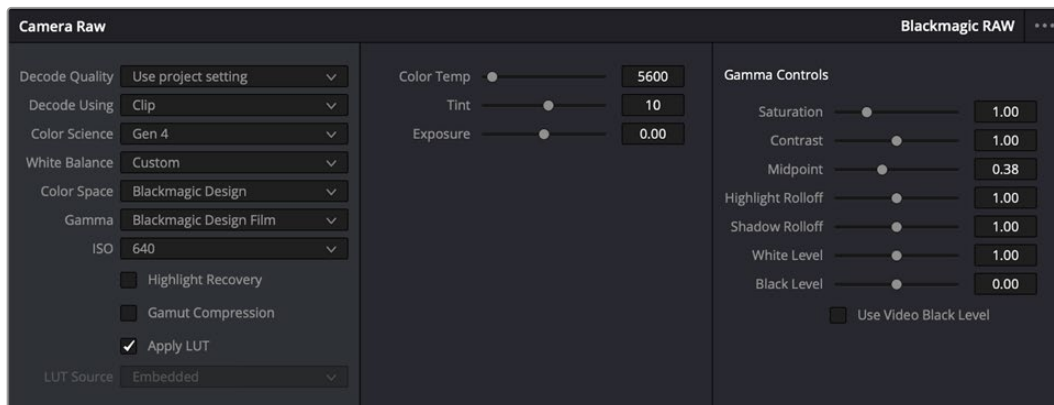 Camera Raw
Blackmagic RAW
Decode Quality Use project setting
Decode Using Clip
Color Science Gen 4
White Balance Custom
Color Space Blackmagic Design
Gamma Blackmagic Design Film
ISO 640
Highlight Recovery
Gamut Compression
Apply LUT
LUT Source Embedded
Color Temp 5600
Tint 10
Exposure 0.00
Gamma Controls
Saturation 1.00
Contrast 1.00
Midpoint 0.38
Highlight Rolloff 1.00
Shadow Rolloff 1.00
White Level 1.00
Black Level 0.00
Use Video Black Level